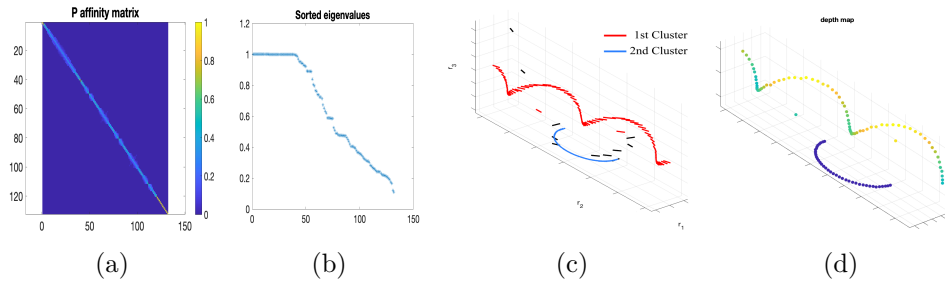 P affinity matrix
20
40
60
80
100
120
0
50
100
150
1
0.8
0.6
0.4
0.2
0
(a)
Sorted eigenvalues
1.2
1
0.8
0.6
0.4
0.2
0
0
50
100
150
(b)
1st Cluster
2nd Cluster
r3
r2
r1
(c)
depth map
(d)